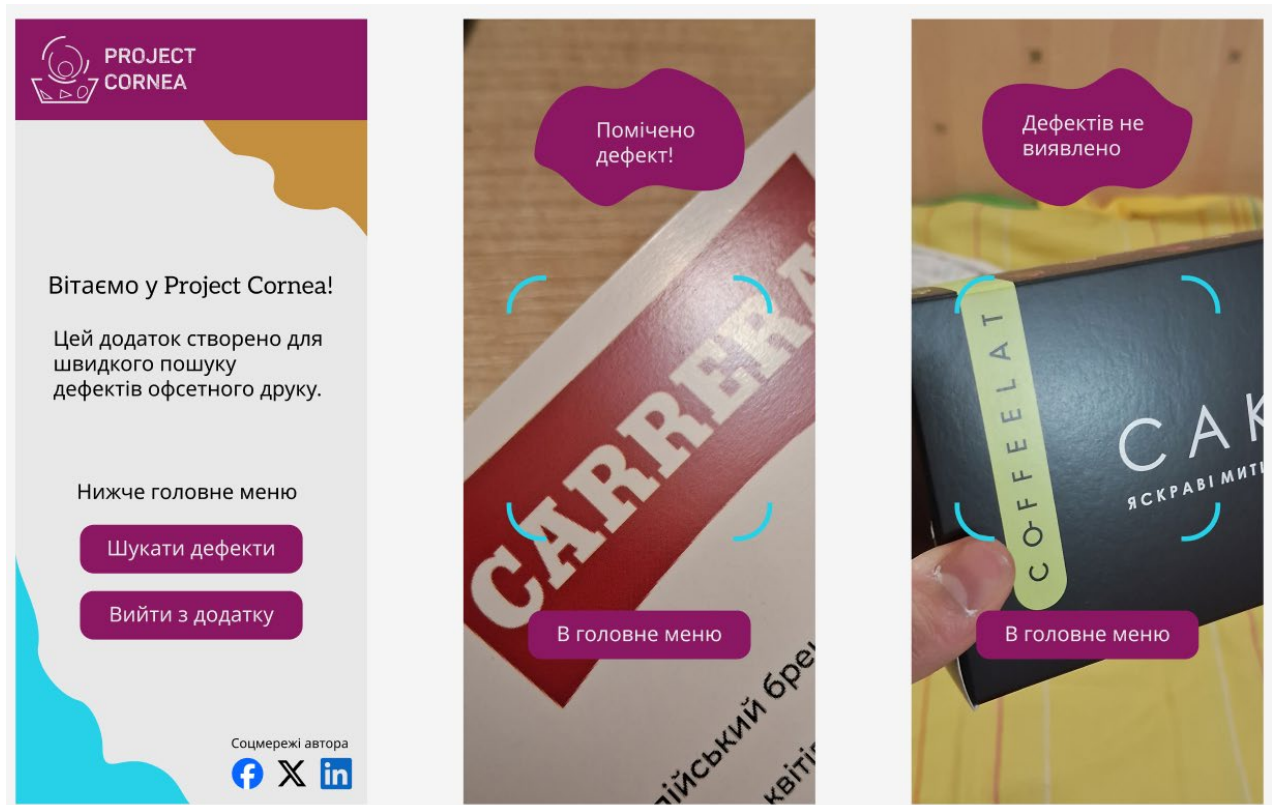 PROJECT
CORNEA
Вітаємо у Project Cornea!
Цей додаток створено для
швидкого пошуку
дефектів офсетного друку.
Нижче головне меню
Шукати дефекти
Вийти з додатку
Соцмережі автора
Помічено
дефект!
CARRERA
В головне меню
Дефектів не
виявлено
COFFEELAT
САК
ЯСКРАВІ МИТ
В головне меню